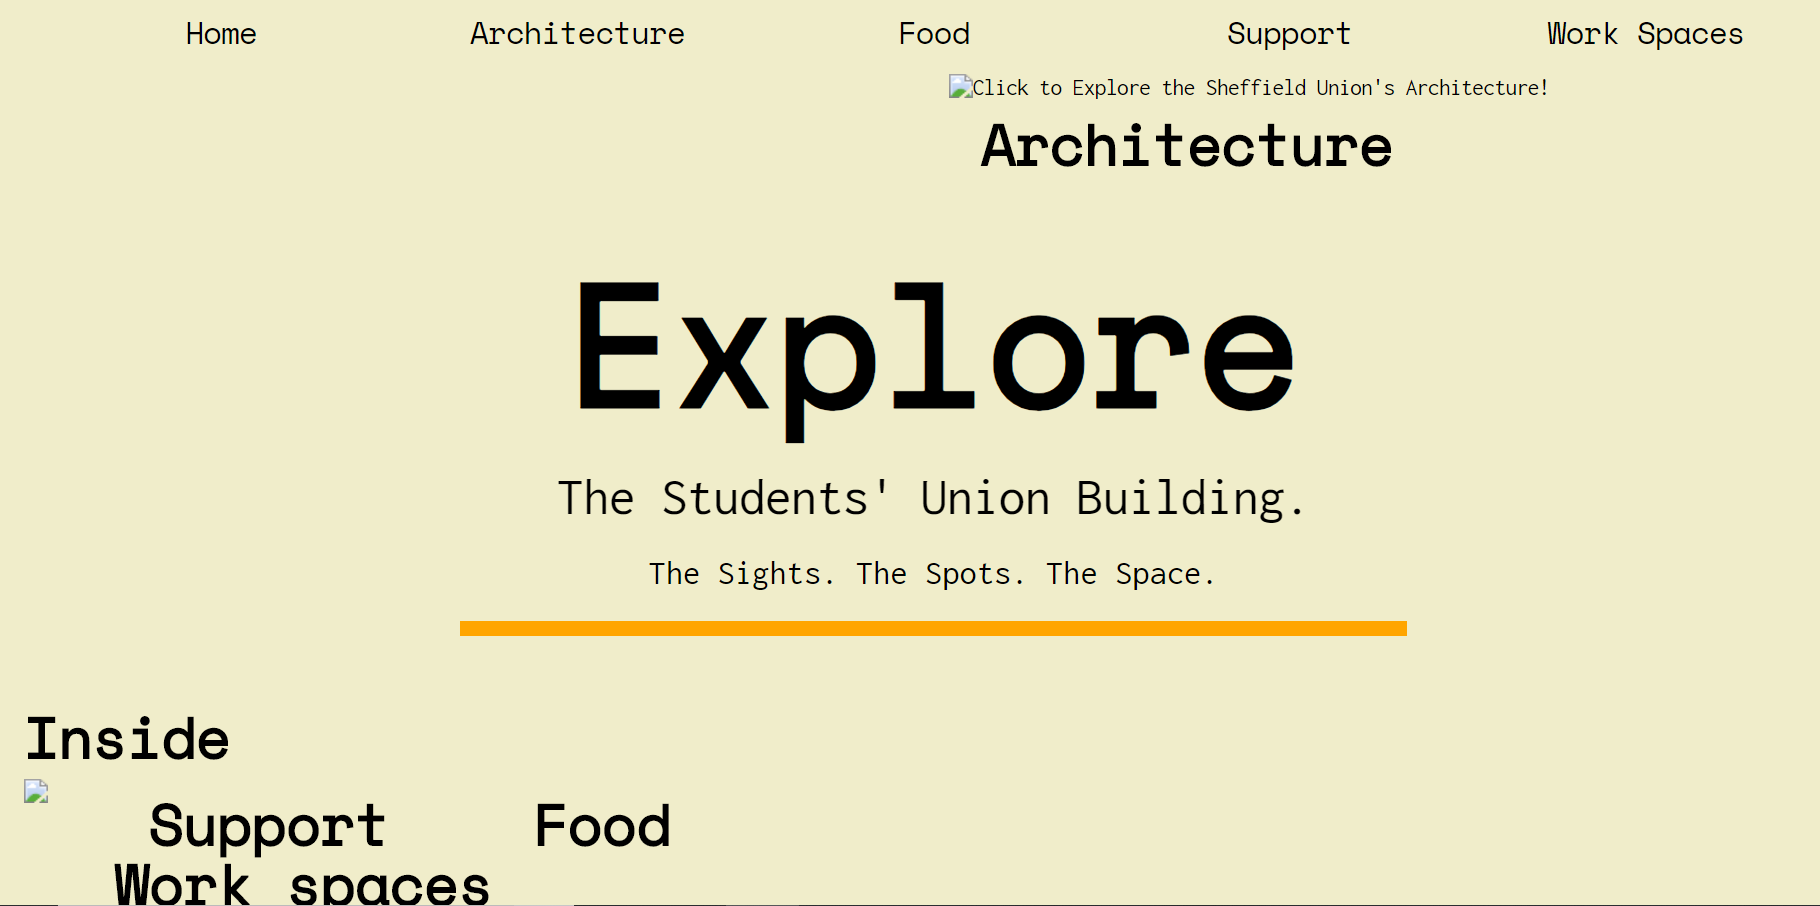 Home Architecture Food Support Work Spaces
Click to Explore the Sheffield Union's Architecture!
Architecture
Explore
The Students' Union Building.
The Sights. The Spots. The Space.
Inside
Support Food
Work spaces